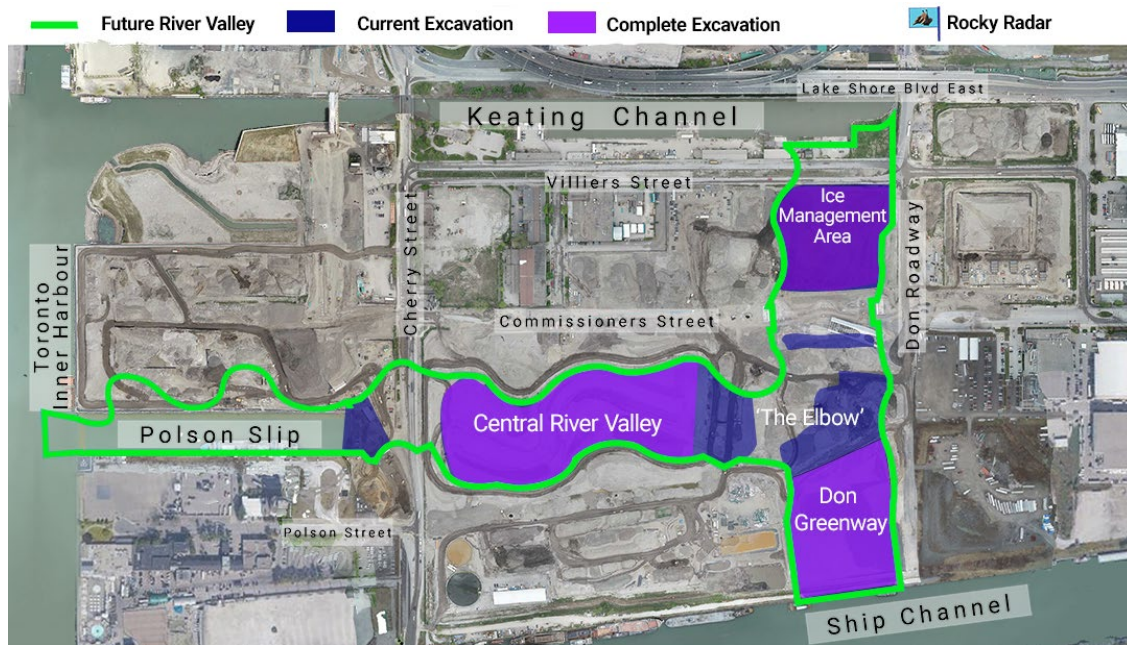 Future River Valley
Current Excavation
Complete Excavation
Rocky Radar
Lake Shore Blvd East
Keating Channel
Villiers Street
Ice
Management
Area
Toronto
Inner Harbour
Cherry Street
Don Roadway
Commissioners Street
Central River Valley
'The Elbow'
Polson Slip
Don
Greenway
Polson Street
Ship Channel